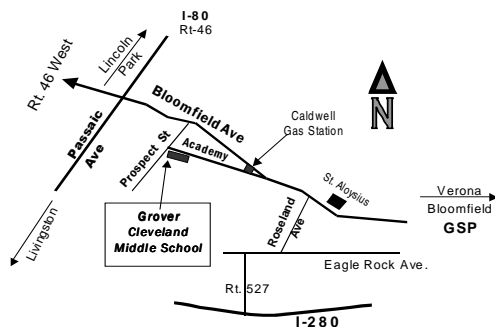 I-80
Rt-46
Lincoln
Park
Rt. 46 West
Bloomfield Ave
Passaic
Ave
Prospect St
Academy
Caldwell
Gas Station
N
St. Aloysius
Verona
Bloomfield
GSP
Livingston
Grover
Cleveland
Middle School
Roseland
Ave
Eagle Rock Ave.
Rt. 527
I-280